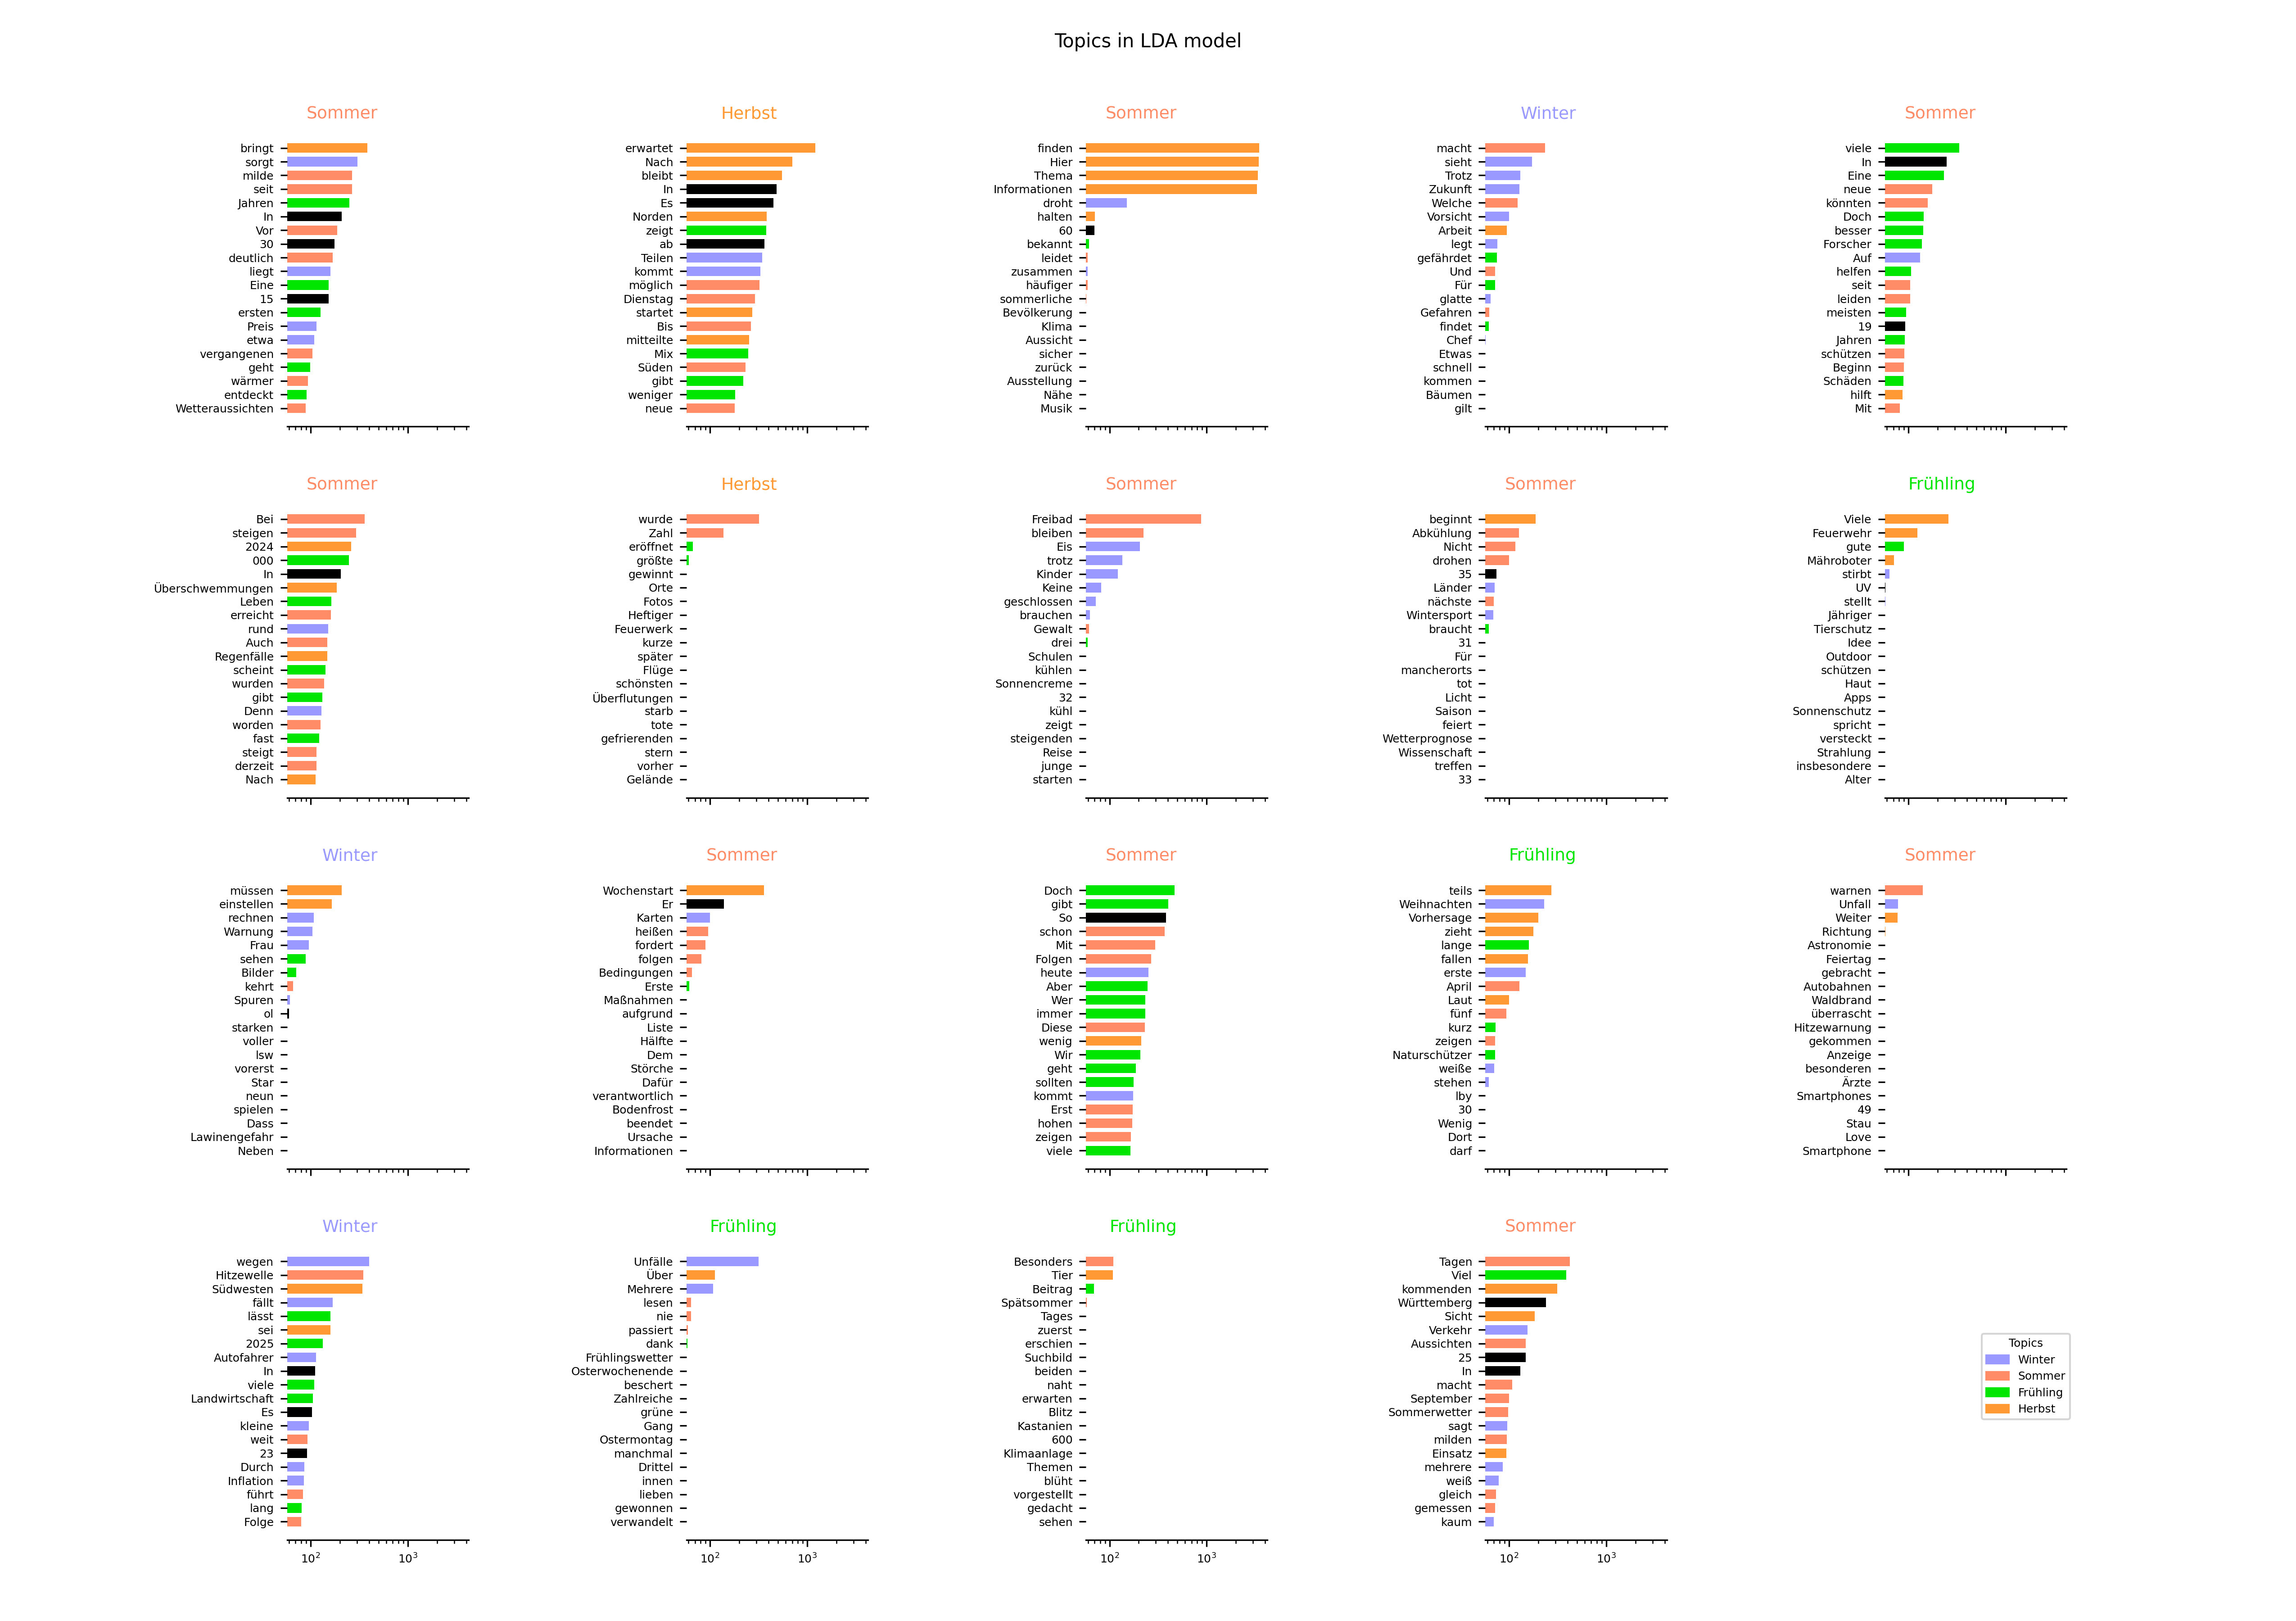 Topics in LDA model
Sommer
bringt
sorgt
milde
seit
Jahren
In
Vor
30
deutlich
liegt
Eine
15
ersten
Preis
etwa
vergangenen
geht
wärmer
entdeckt
Wetteraussichten
Herbst
erwartet
Nach
bleibt
In
Es
Norden
zeigt
ab
Teilen
kommt
möglich
Dienstag
startet
Bis
mitteilte
Mix
Süden
gibt
weniger
neue
Sommer
finden
Hier
Thema
Informationen
droht
halten
60
bekannt
leidet
zusammen
häufiger
sommerliche
Bevölkerung
Klima
Aussicht
sicher
zurück
Ausstellung
Nähe
Musik
Winter
macht
sieht
Trotz
Zukunft
Welche
Vorsicht
Arbeit
legt
gefährdet
Und
Für
glatte
Gefahren
findet
Chef
Etwas
schnell
kommen
Bäumen
gilt
Sommer
viele
In
Eine
neue
könnten
Doch
besser
Forscher
Auf
helfen
seit
leiden
meisten
19
Jahren
schützen
Beginn
Schäden
hilft
Mit
Sommer
Bei
steigen
2024
000
In
Überschwemmungen
Leben
erreicht
rund
Auch
Regenfälle
scheint
wurden
gibt
Denn
worden
fast
steigt
derzeit
Nach
Herbst
wurde
Zahl
eröffnet
größte
gewinnt
Orte
Fotos
Heftiger
Feuerwerk
kurze
später
Flüge
schönsten
Überflutungen
starb
tote
gefrierenden
stern
vorher
Gelände
Sommer
Freibad
bleiben
Eis
trotz
Kinder
Keine
geschlossen
brauchen
Gewalt
drei
Schulen
kühlen
Sonnencreme
32
kühl
zeigt
steigenden
Reise
junge
starten
Sommer
beginnt
Abkühlung
Nicht
drohen
35
Länder
nächste
Wintersport
braucht
31
Für
mancherorts
tot
Licht
Saison
feiert
Wetterprognose
Wissenschaft
treffen
33
Frühling
Viele
Feuerwehr
gute
Mähroboter
stirbt
UV
stellt
Jähriger
Tierschutz
Idee
Outdoor
schützen
Haut
Apps
Sonnenschutz
spricht
versteckt
Strahlung
insbesondere
Alter
Winter
müssen
einstellen
rechnen
Warnung
Frau
sehen
Bilder
kehrt
Spuren
ol
starken
voller
lsw
vorerst
Star
neun
spielen
Dass
Lawinengefahr
Neben
Sommer
Wochenstart
Er
Karten
heißen
fordert
folgen
Bedingungen
Erste
Maßnahmen
aufgrund
Liste
Hälfte
Dem
Störche
Dafür
verantwortlich
Bodenfrost
beendet
Ursache
Informationen
Sommer
Doch
gibt
So
schon
Mit
Folgen
heute
Aber
Wer
immer
Diese
wenig
Wir
geht
sollten
kommt
Erst
hohen
zeigen
viele
Frühling
teils
Weihnachten
Vorhersage
zieht
lange
fallen
erste
April
Laut
fünf
kurz
zeigen
Naturschützer
weiße
stehen
lby
30
Wenig
Dort
darf
Sommer
warnen
Unfall
Weiter
Richtung
Astronomie
Feiertag
gebracht
Autobahnen
Waldbrand
überrascht
Hitzewarnung
gekommen
Anzeige
besonderen
Ärzte
Smartphones
49
Stau
Love
Smartphone
Winter
wegen
Hitzewelle
Südwesten
fällt
lässt
sei
2025
Autofahrer
In
viele
Landwirtschaft
Es
kleine
weit
23
Durch
Inflation
führt
lang
Folge
10²
10³
Frühling
Unfälle
Über
Mehrere
lesen
nie
passiert
dank
Frühlingswetter
Osterwochenende
beschert
Zahlreiche
grüne
Gang
Ostermontag
manchmal
Drittel
innen
lieben
gewonnen
verwandelt
10²
10³
Frühling
Besonders
Tier
Beitrag
Spätsommer
Tages
zuerst
erschien
Suchbild
beiden
naht
erwarten
Blitz
Kastanien
600
Klimaanlage
Themen
blüht
vorgestellt
gedacht
sehen
10²
10³
Sommer
Tagen
Viel
kommenden
Württemberg
Sicht
Verkehr
Aussichten
25
In
macht
September
Sommerwetter
sagt
milden
Einsatz
mehrere
weiß
gleich
gemessen
kaum
10²
10³
Topics
Winter
Sommer
Frühling
Herbst